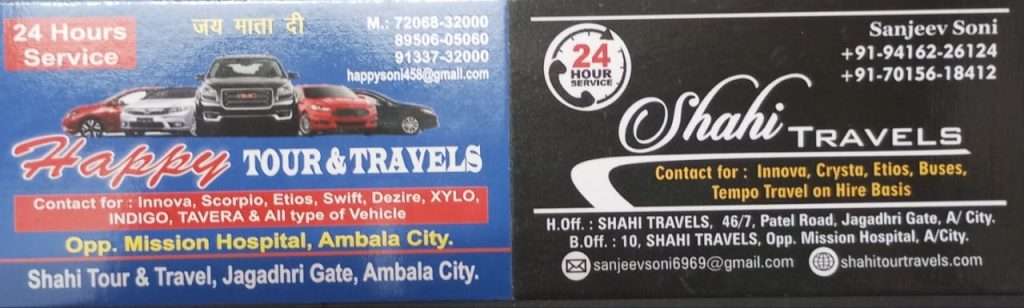 24 Hours
Service
जय माता दी
M.: 72068-32000
89506-05060
91337-32000
happysoni458@gmail.com
GMC
Happy TOUR & TRAVELS
Contact for : Innova, Scorpio, Etios, Swift, Dezire, XYLO,
INDIGO, TAVERA & All type of Vehicle
Opp. Mission Hospital, Ambala City.
Shahi Tour & Travel, Jagadhri Gate, Ambala City.
24
HOUR
SERVICE
Sanjeev Soni
+91-94162-26124
+91-70156-18412
Shahi TRAVELS
Contact for : Innova, Crysta, Etios, Buses,
Tempo Travel on Hire Basis
H.Off. : SHAHI TRAVELS, 46/7, Patel Road, Jagadhri Gate, A/ City.
B.Off. : 10, SHAHI TRAVELS, Opp. Mission Hospital, A/City.
sanjeevsoni6969@gmail.com
shahitourtravels.com